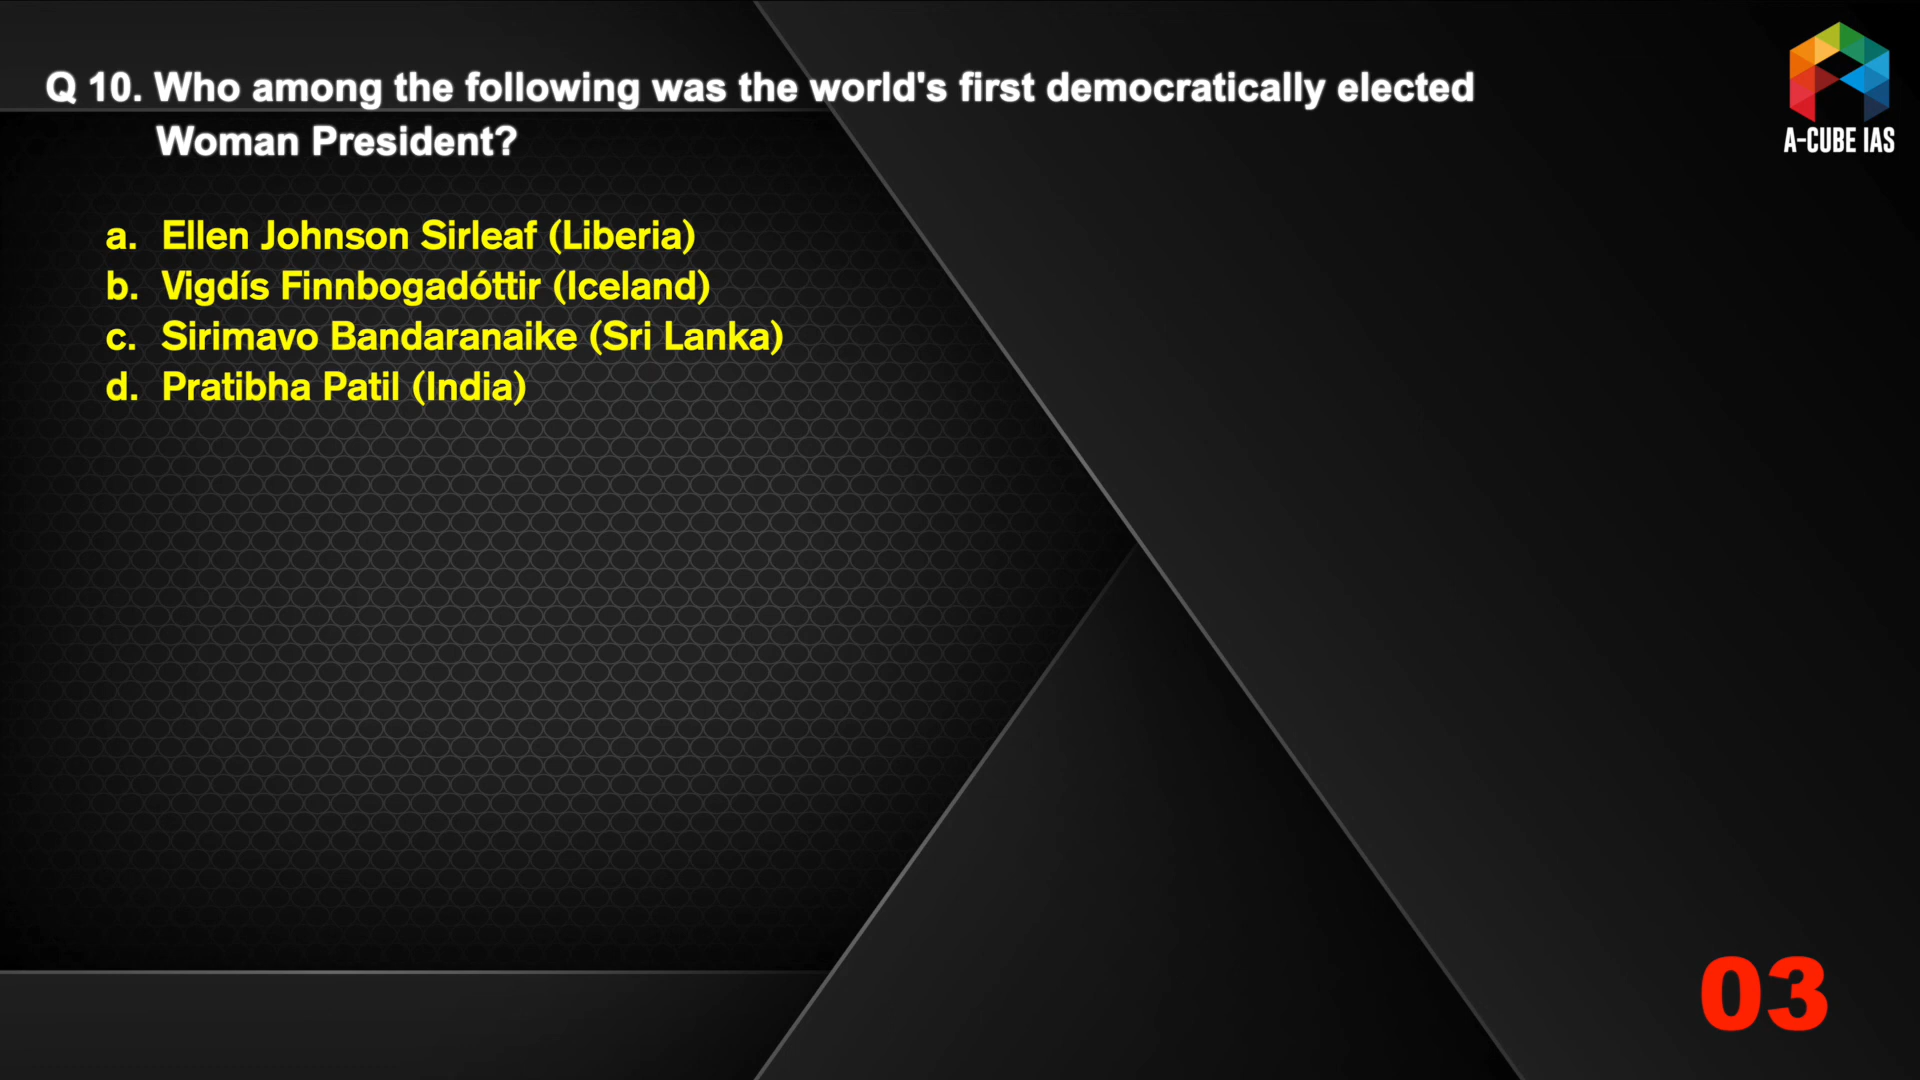 Q 10. Who among the following was the world's first democratically elected
Woman President?
A-CUBE IAS
a. Ellen Johnson Sirleaf (Liberia)
b. Vigdís Finnbogadóttir (Iceland)
c. Sirimavo Bandaranaike (Sri Lanka)
d. Pratibha Patil (India)
03